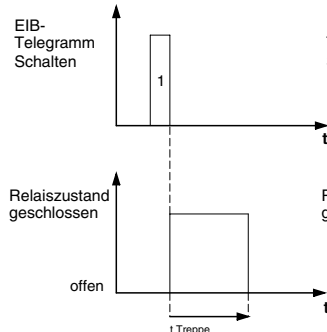 EIB-
Telegramm
Schalten
1
t
Relaiszustand
geschlossen
offen
t
t Treppe